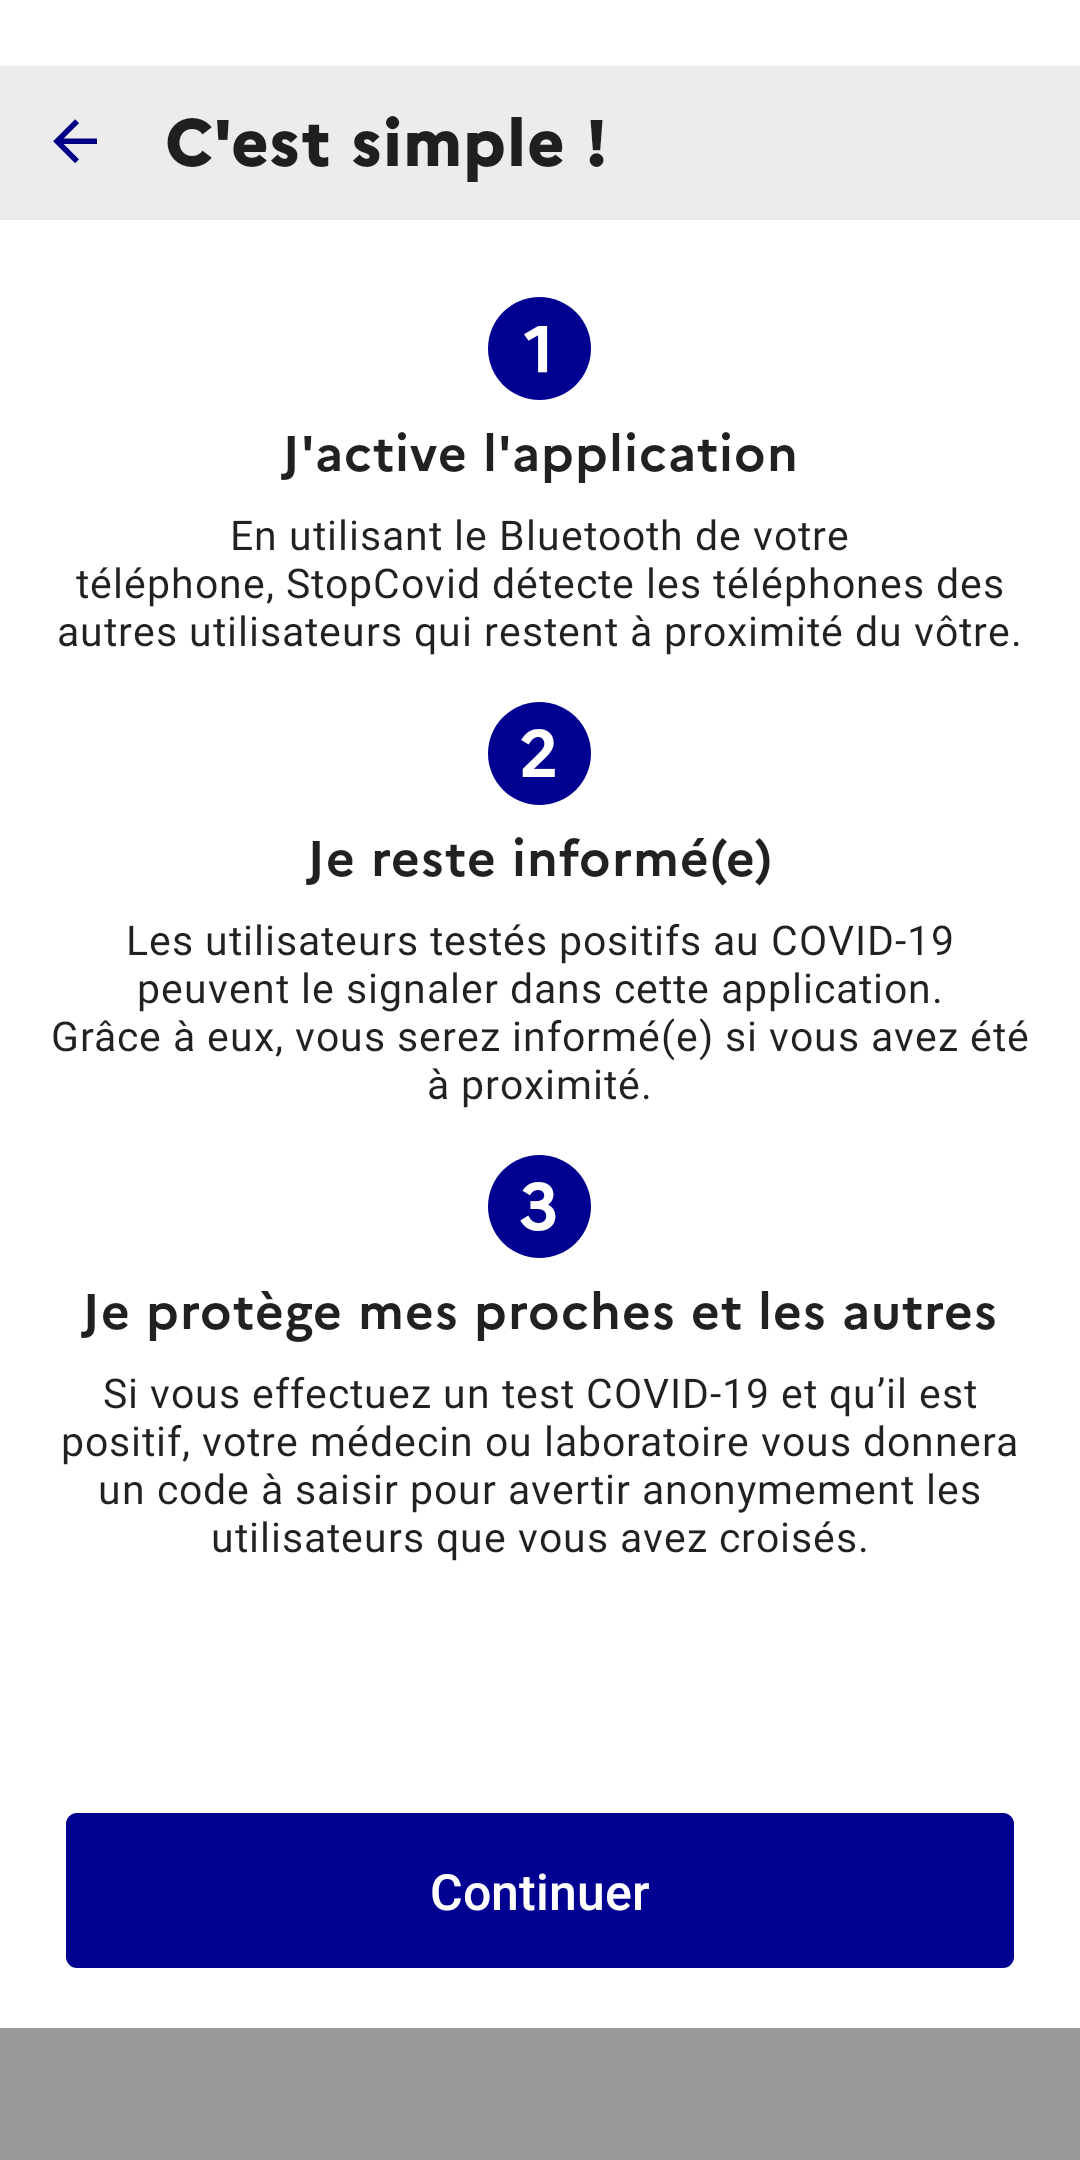 C'est simple !
1
J'active l'application
En utilisant le Bluetooth de votre
téléphone, StopCovid détecte les téléphones des
autres utilisateurs qui restent à proximité du vôtre.
2
Je reste informé(e)
Les utilisateurs testés positifs au COVID-19
peuvent le signaler dans cette application.
Grâce à eux, vous serez informé(e) si vous avez été
à proximité.
3
Je protège mes proches et les autres
Si vous effectuez un test COVID-19 et qu’il est
positif, votre médecin ou laboratoire vous donnera
un code à saisir pour avertir anonymement les
utilisateurs que vous avez croisés.
Continuer